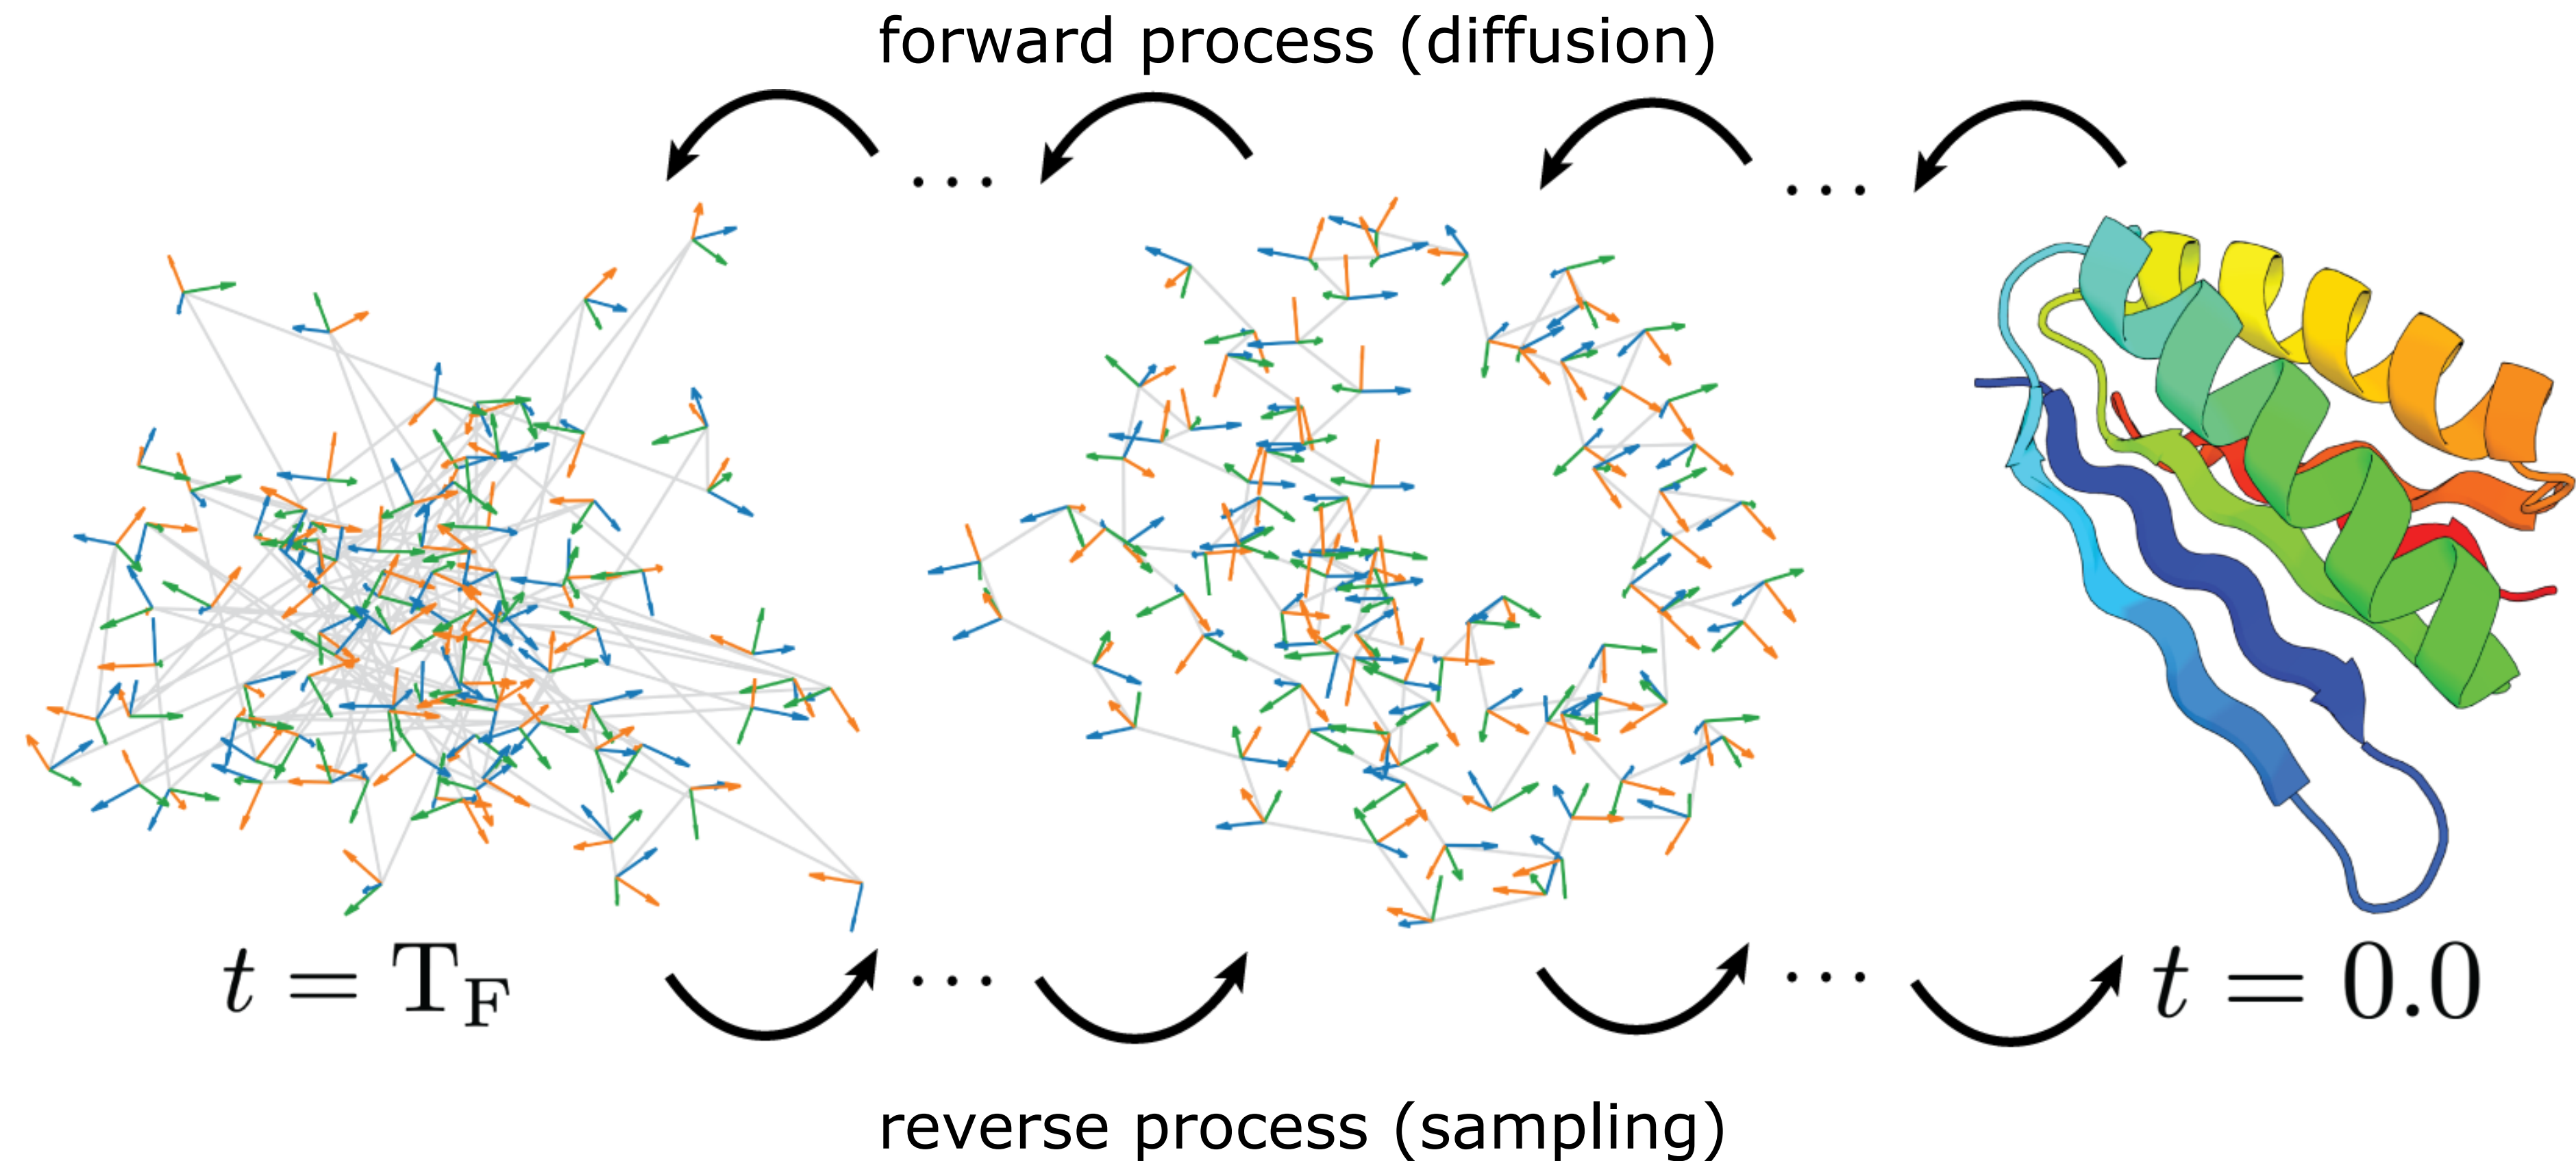 forward process (diffusion)
... ...
t = T_F ... ... t = 0.0
reverse process (sampling)